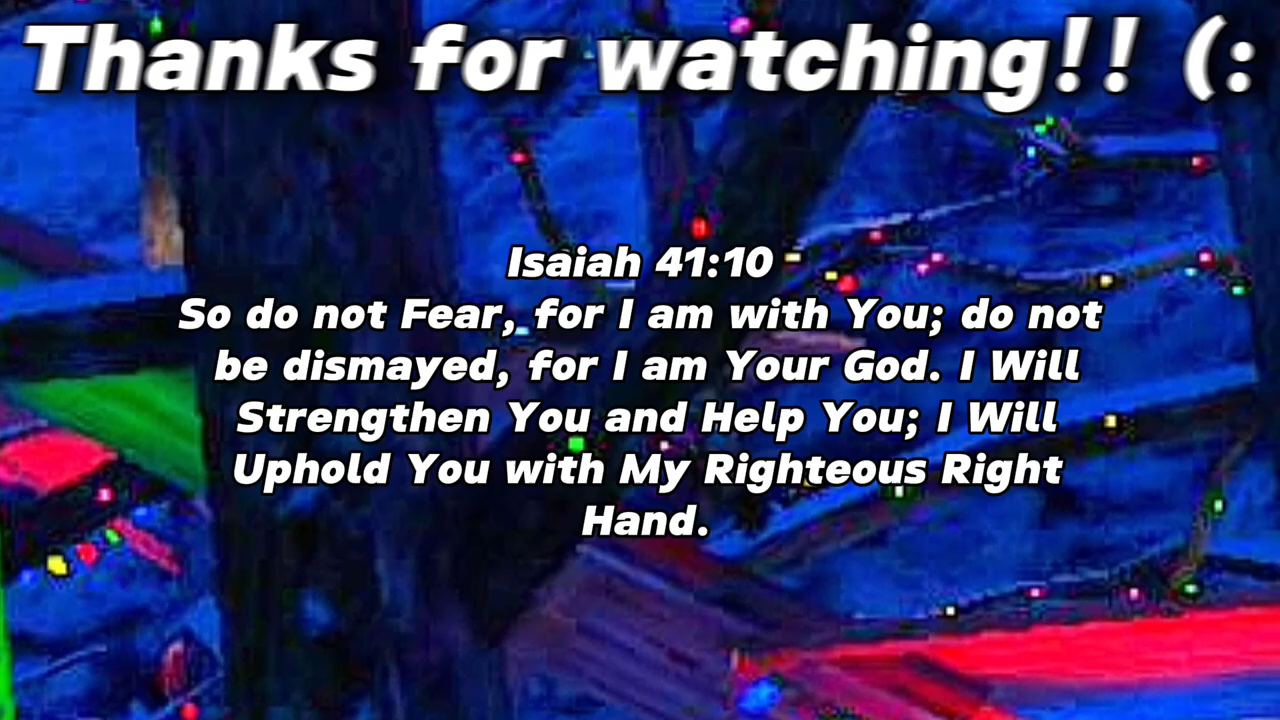 Thanks for watching!! (:
Isaiah 41:10
So do not Fear, for I am with You; do not
be dismayed, for I am Your God. I Will
Strengthen You and Help You; I Will
Uphold You with My Righteous Right
Hand.